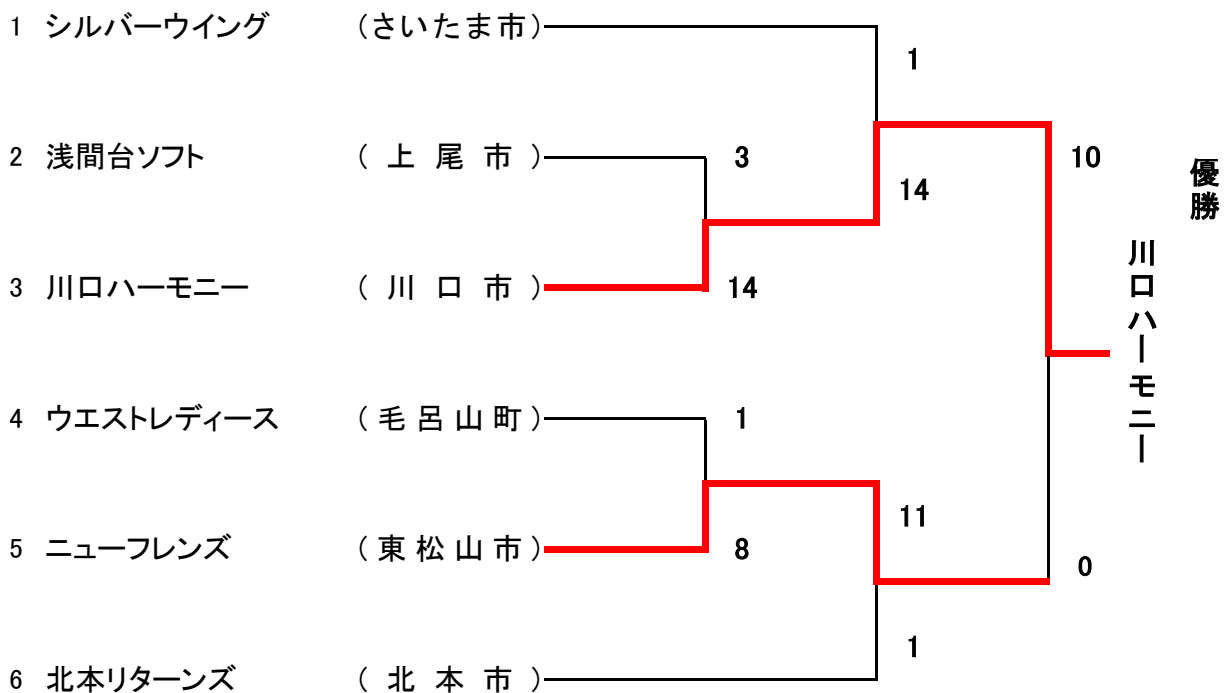 1 シルバーウイング (さいたま市)
1
2 浅間台ソフト (上尾市) 3
10
優勝
14
川口ハーモニー
3 川口ハーモニー (川口市) 14
4 ウエストレディース (毛呂山町) 1
11
5 ニューフレンズ (東松山市) 8
0
1
6 北本リターンズ (北本市)